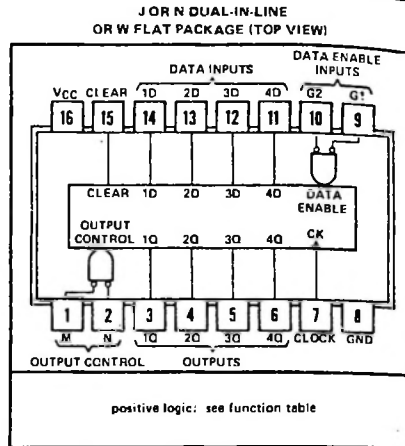 J OR N DUAL-IN-LINE
OR W FLAT PACKAGE (TOP VIEW)
DATA ENABLE
INPUTS
DATA INPUTS
VCC CLEAR 1D 2D 3D 4D G2 G1
16 15 14 13 12 11 10 9
CLEAR 1D 2D 3D 4D DATA
ENABLE
OUTPUT
CONTROL 1Q 2Q 3Q 4Q CK
1 2 3 4 5 6 7 8
M N 1Q 2Q 3Q 4Q CLOCK GND
OUTPUT CONTROL OUTPUTS
positive logic: see function table